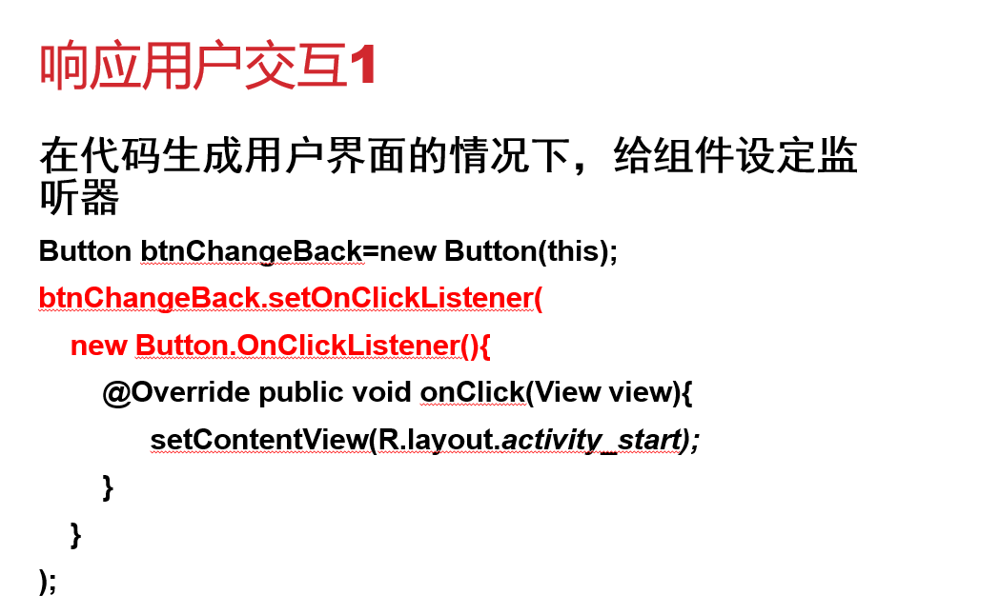 响应用户交互1
在代码生成用户界面的情况下，给组件设定监
听器
Button btnChangeBack=new Button(this);
btnChangeBack.setOnClickListener(
new Button.OnClickListener(){
@Override public void onClick(View view){
setContentView(R.layout.activity_start);
}
}
);